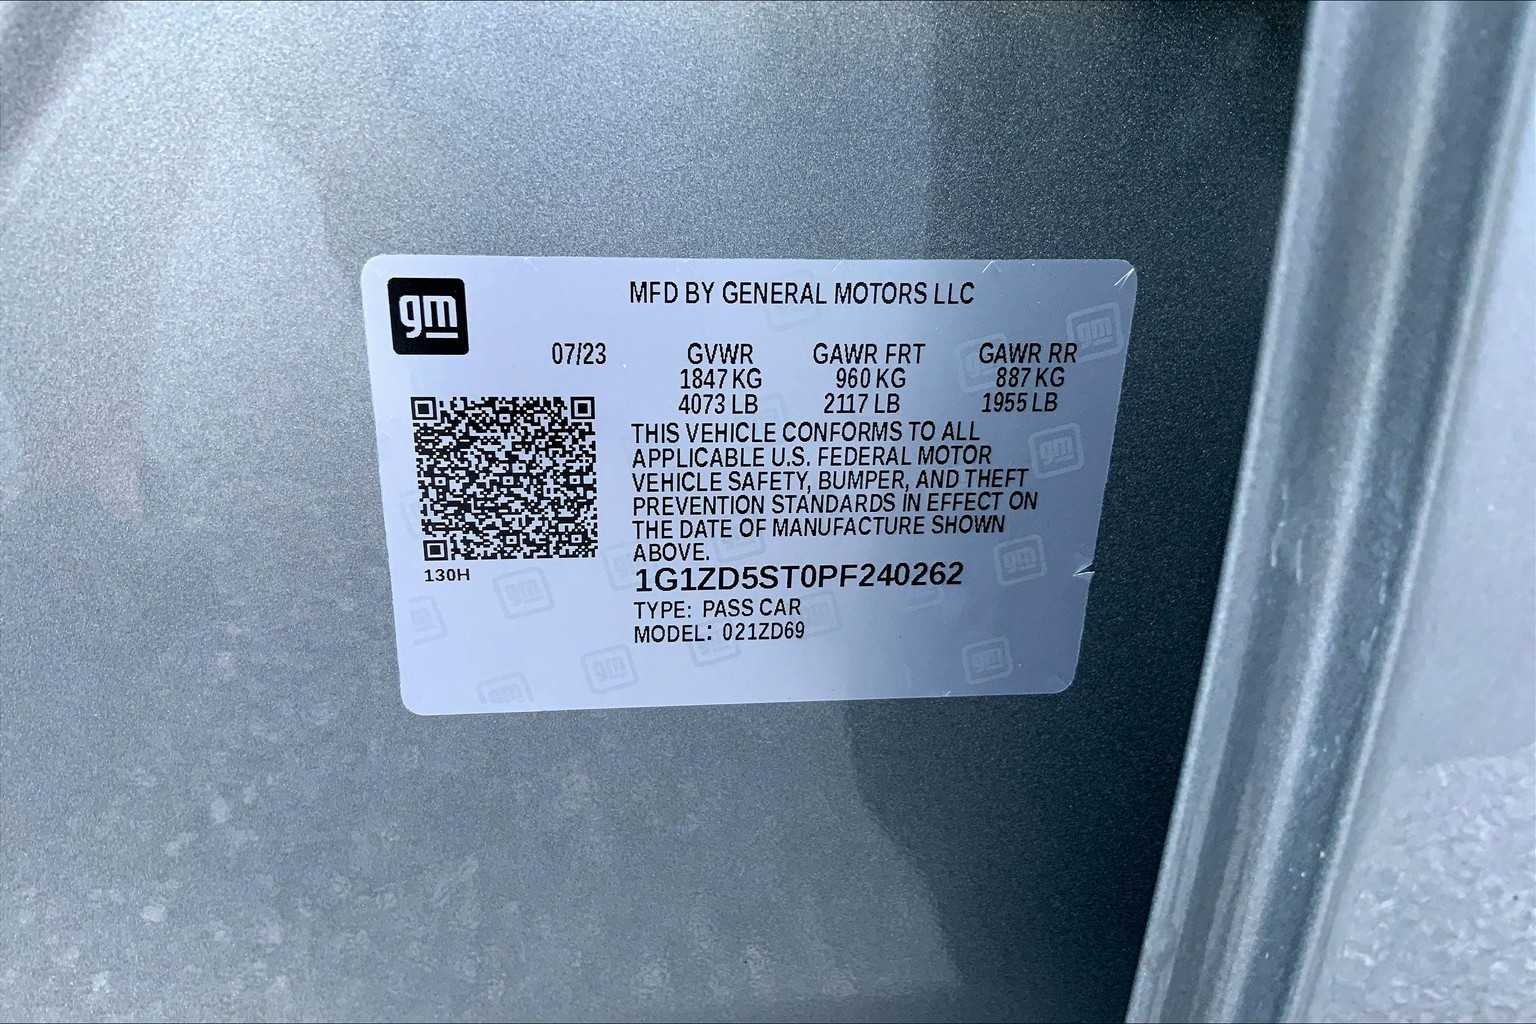 gm
MFD BY GENERAL MOTORS LLC
07/23 GVWR GAWR FRT GAWR RR
1847 KG 960 KG 887 KG
4073 LB 2117 LB 1955 LB
THIS VEHICLE CONFORMS TO ALL
APPLICABLE U.S. FEDERAL MOTOR
VEHICLE SAFETY, BUMPER, AND THEFT
PREVENTION STANDARDS IN EFFECT ON
THE DATE OF MANUFACTURE SHOWN
ABOVE.
130H
1G1ZD5ST0PF240262
TYPE: PASS CAR
MODEL: 021ZD69